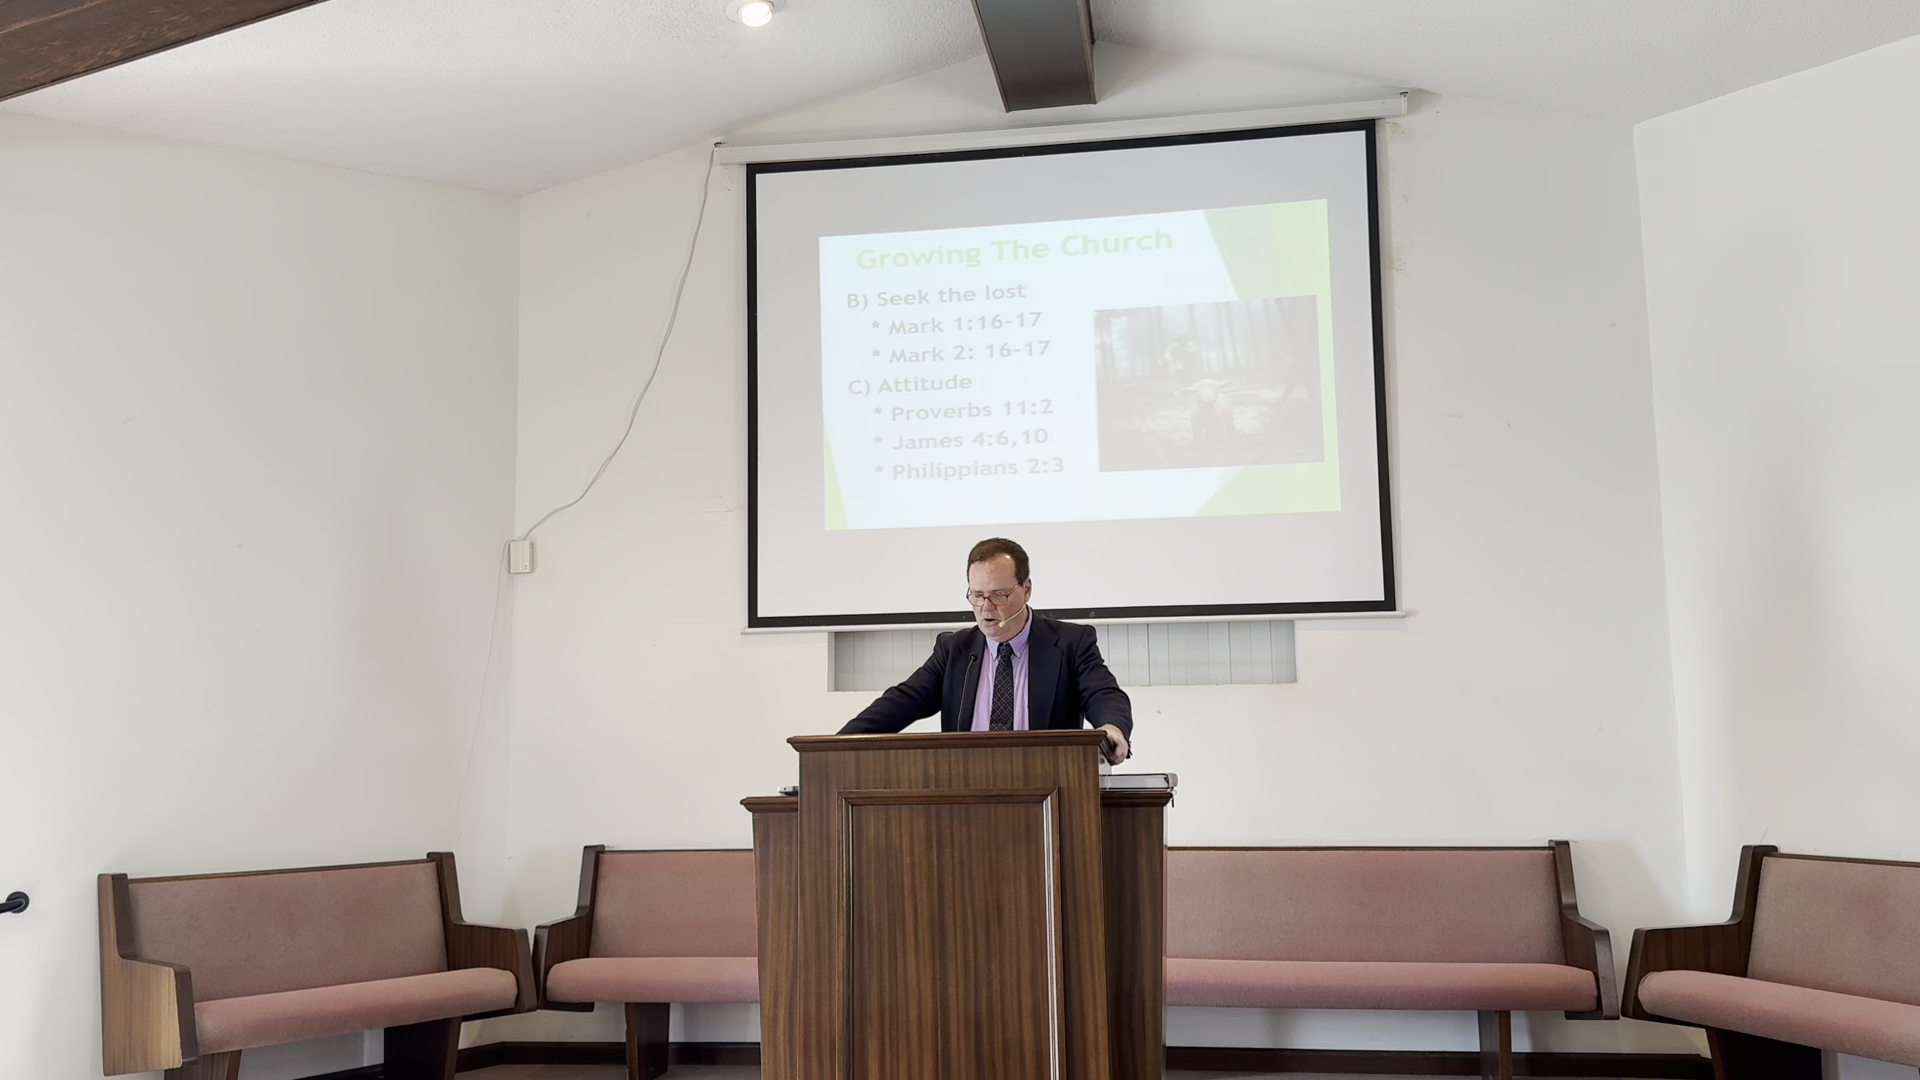 Growing The Church
B) Seek the lost
* Mark 1:16-17
* Mark 2: 16-17
C) Attitude
* Proverbs 11:2
* James 4:6,10
* Philippians 2:3